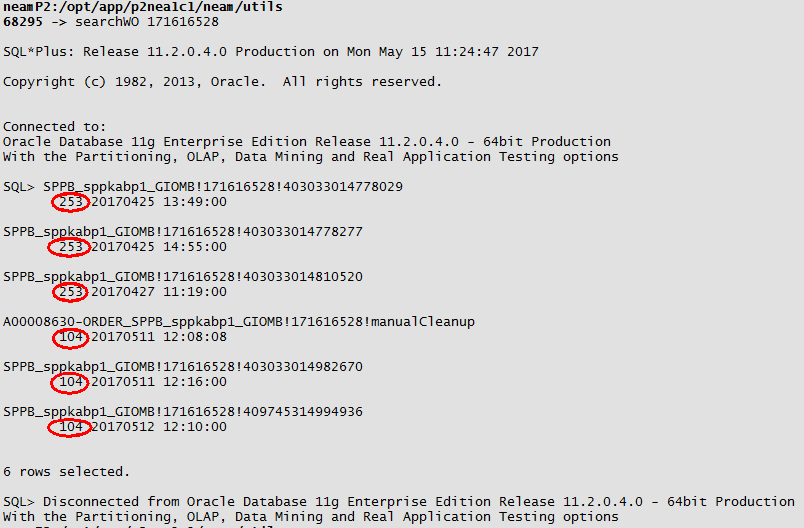 neamP2:/opt/app/p2nea1c1/neam/utils
68295 -> searchWO 171616528
SQL*Plus: Release 11.2.0.4.0 Production on Mon May 15 11:24:47 2017
Copyright (c) 1982, 2013, Oracle.  All rights reserved.
Connected to:
Oracle Database 11g Enterprise Edition Release 11.2.0.4.0 - 64bit Production
With the Partitioning, OLAP, Data Mining and Real Application Testing options
SQL> SPPB_sppkabp1_GIOMB!171616528!403033014778029
253 20170425 13:49:00
SPPB_sppkabp1_GIOMB!171616528!403033014778277
253 20170425 14:55:00
SPPB_sppkabp1_GIOMB!171616528!403033014810520
253 20170427 11:19:00
A00008630-ORDER_SPPB_sppkabp1_GIOMB!171616528!manualCleanup
104 20170511 12:08:08
SPPB_sppkabp1_GIOMB!171616528!403033014982670
104 20170511 12:16:00
SPPB_sppkabp1_GIOMB!171616528!409745314994936
104 20170512 12:10:00
6 rows selected.
SQL> Disconnected from Oracle Database 11g Enterprise Edition Release 11.2.0.4.0 - 64bit Production
With the Partitioning, OLAP, Data Mining and Real Application Testing options